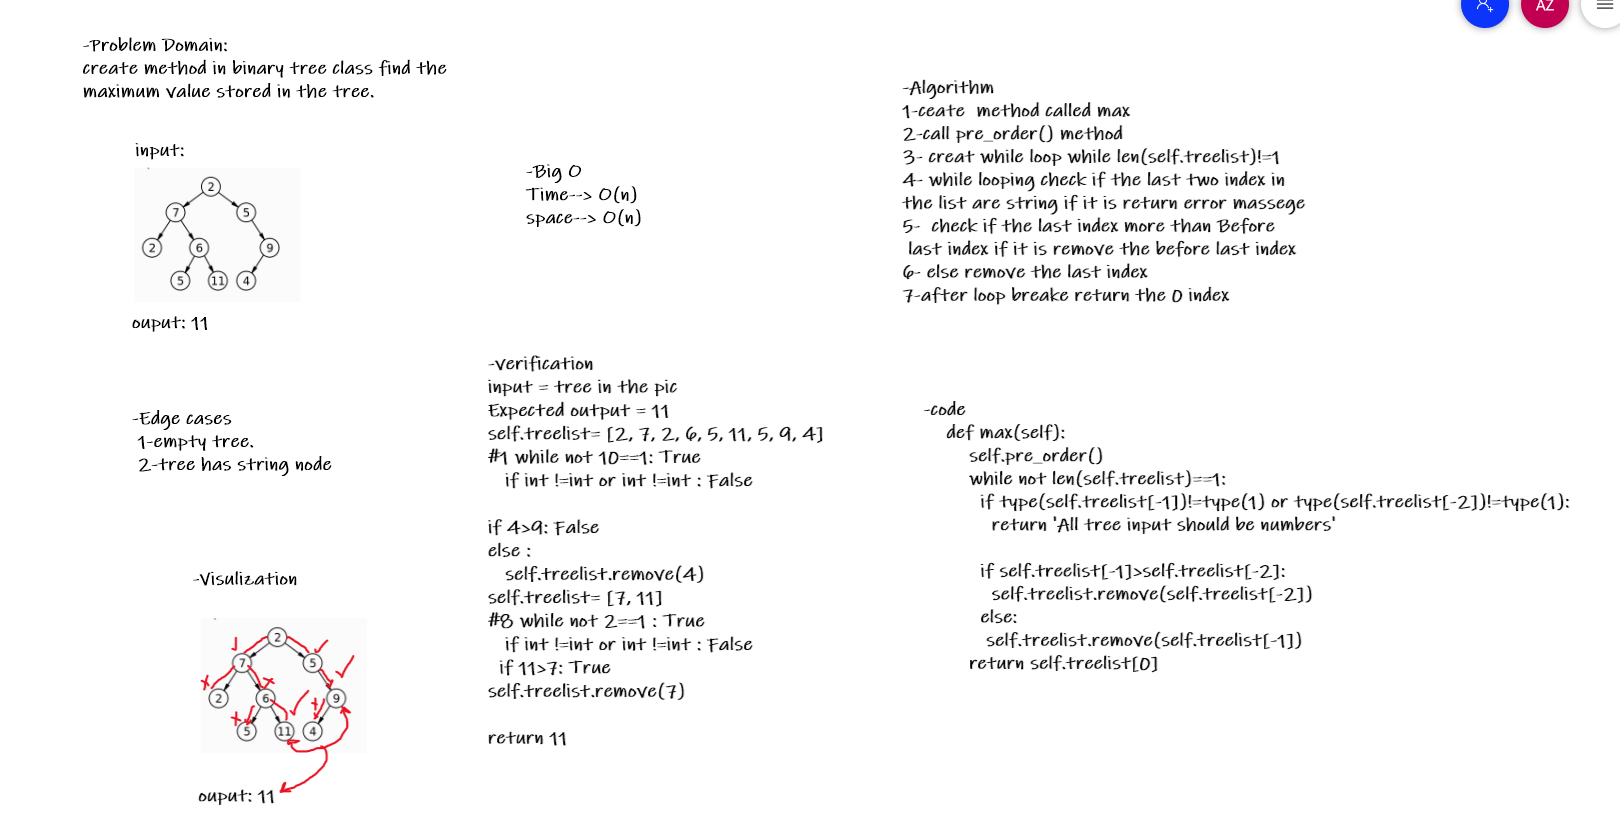 AZ
-Problem Domain:
create method in binary tree class find the
maximum value stored in the tree.
input:
2
7 5
2 6 9
5 11 4
ouput: 11
-Edge cases
1-empty tree.
2-tree has string node
-Visulization
2
7 5
2 6 9
5 11 4
ouput: 11
-Big O
Time--> O(n)
space--> O(n)
-verification
input = tree in the pic
Expected output = 11
self.treelist= [2, 7, 2, 6, 5, 11, 5, 9, 4]
#1 while not 10==1: True
if int !=int or int !=int : False
if 4>9: False
else :
self.treelist.remove(4)
self.treelist= [7, 11]
#8 while not 2==1 : True
if int !=int or int !=int : False
if 11>7: True
self.treelist.remove(7)
return 11
-Algorithm
1-ceate method called max
2-call pre_order() method
3- creat while loop while len(self.treelist)!=1
4- while looping check if the last two index in
the list are string if it is return error massege
5- check if the last index more than Before
last index if it is remove the before last index
6- else remove the last index
7-after loop breake return the 0 index
-code
def max(self):
self.pre_order()
while not len(self.treelist)==1:
if type(self.treelist[-1])!=type(1) or type(self.treelist[-2])!=type(1):
return 'All tree input should be numbers'
if self.treelist[-1]>self.treelist[-2]:
self.treelist.remove(self.treelist[-2])
else:
self.treelist.remove(self.treelist[-1])
return self.treelist[0]